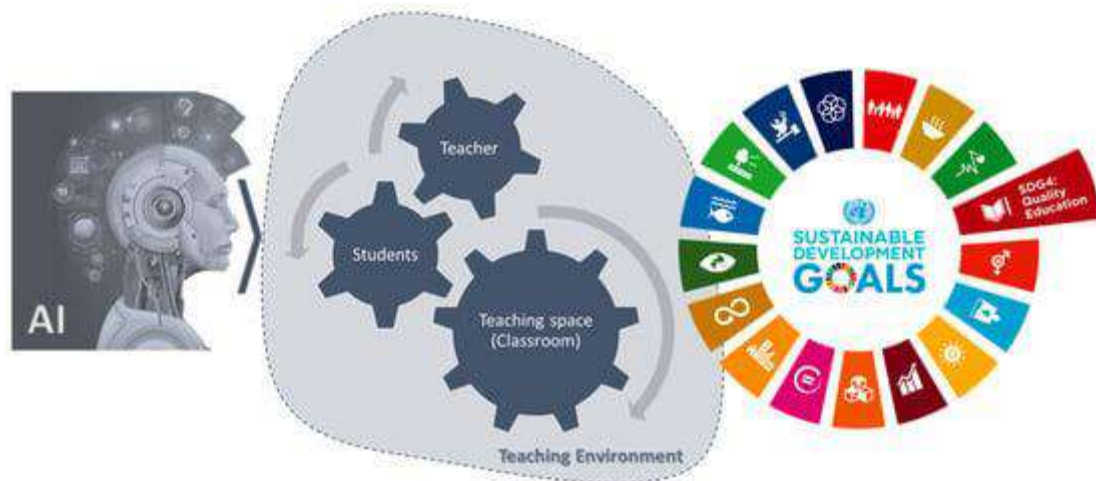 AI
Teacher
Students
Teaching space
(Classroom)
Teaching Environment
SDG4:
Quality
Education
SUSTAINABLE
DEVELOPMENT
GOALS